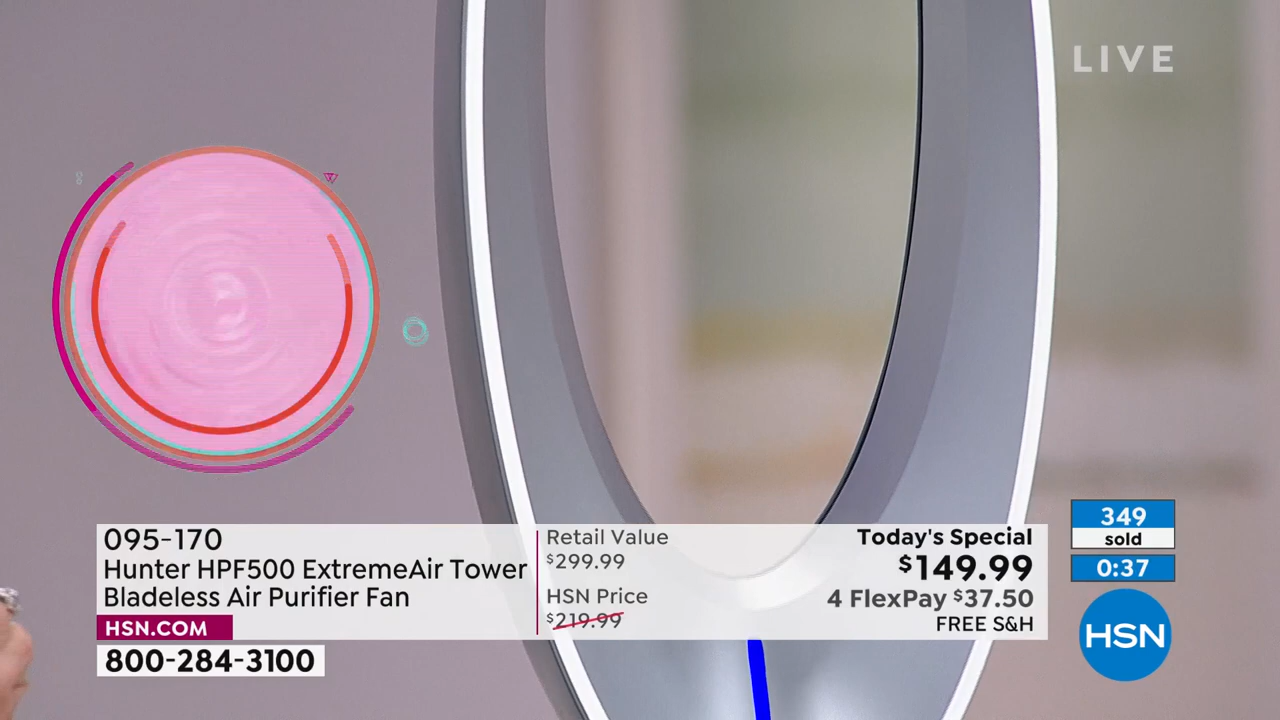 LIVE
095-170
Hunter HPF500 ExtremeAir Tower
Bladeless Air Purifier Fan
HSN.COM
800-284-3100
Retail Value
$299.99
HSN Price
$219.99
Today's Special
$149.99
4 FlexPay $37.50
FREE S&H
349
sold
0:37
HSN